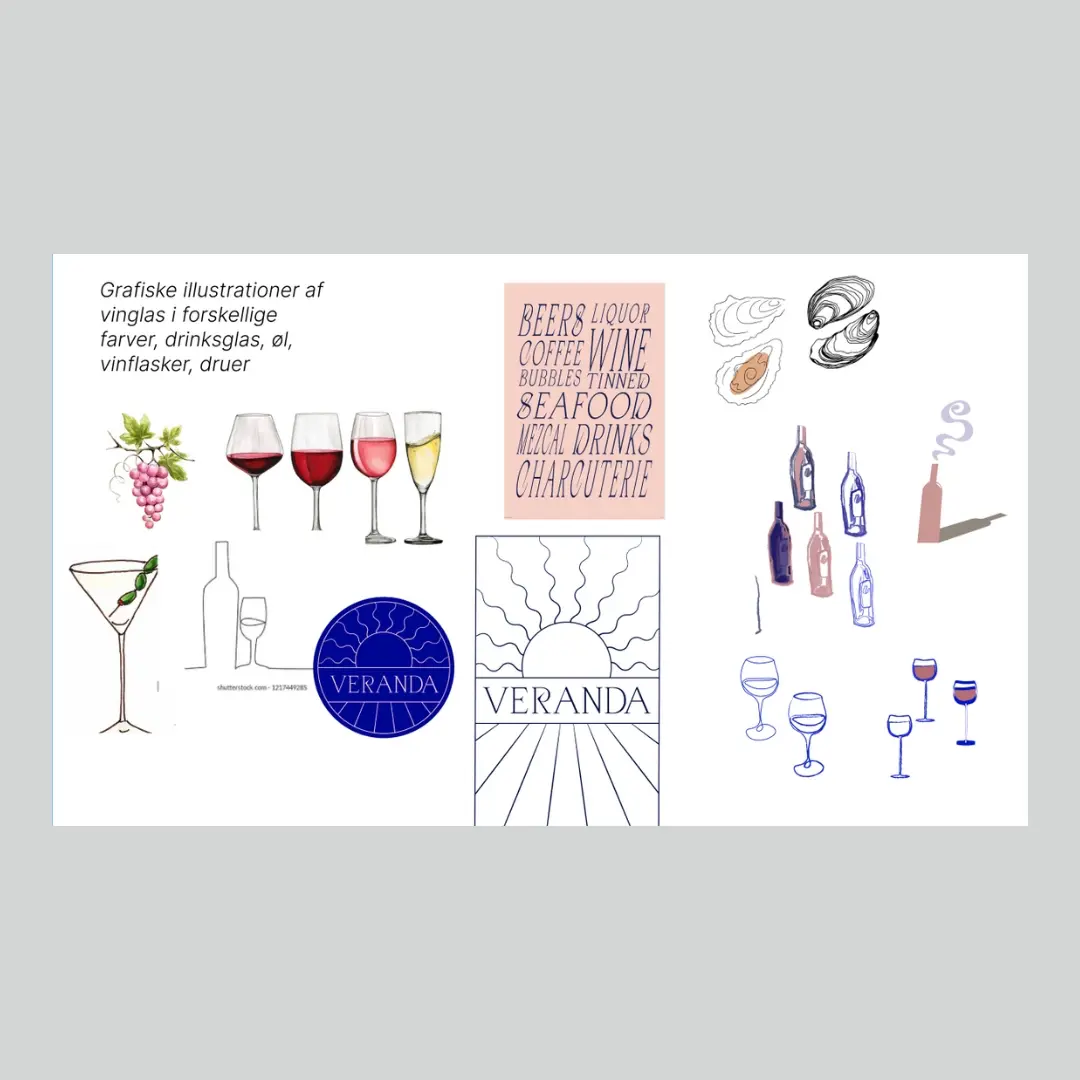 Grafiske illustrationer af
vinglas i forskellige
farver, drinksglas, øl,
vinflasker, druer
BEERS LIQUOR
COFFEE WINE
BUBBLES TINNED
SEAFOOD
MEZCAL DRINKS
CHARCUTERIE
shutterstock.com · 1217449285
VERANDA
VERANDA